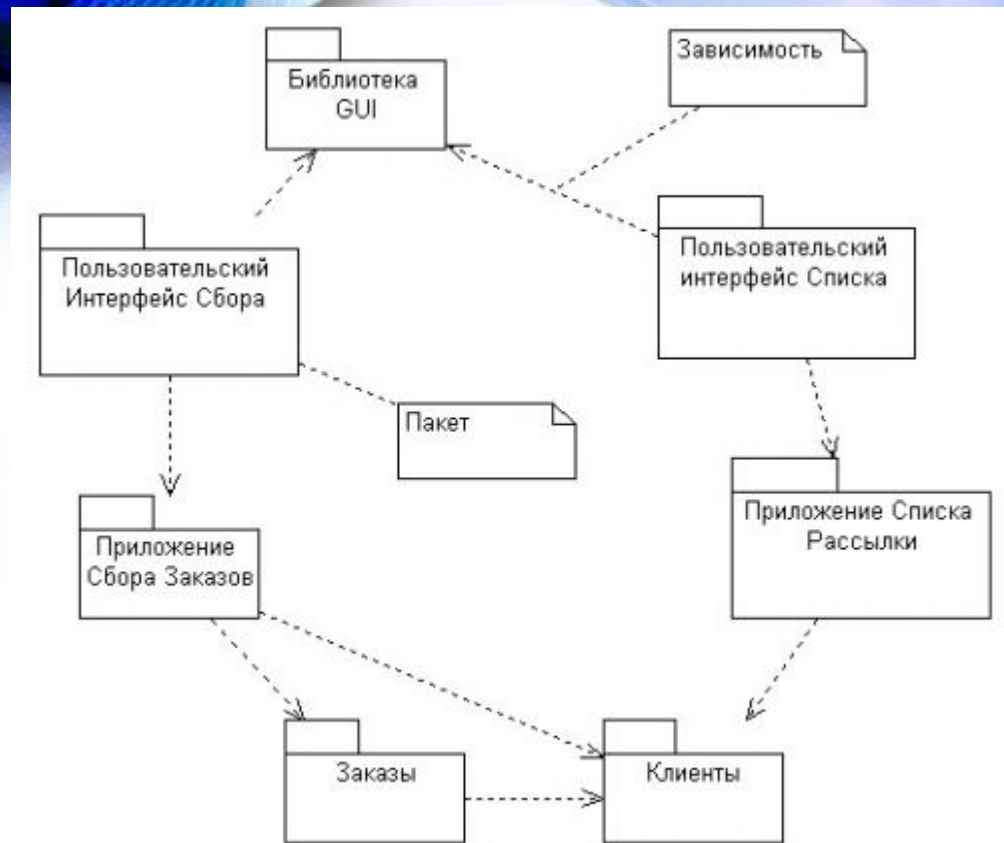 Библиотека
GUI
Зависимость
Пользовательский
Интерфейс Сбора
Пользовательский
интерфейс Списка
Пакет
Приложение
Сбора Заказов
Приложение Списка
Рассылки
Заказы
Клиенты